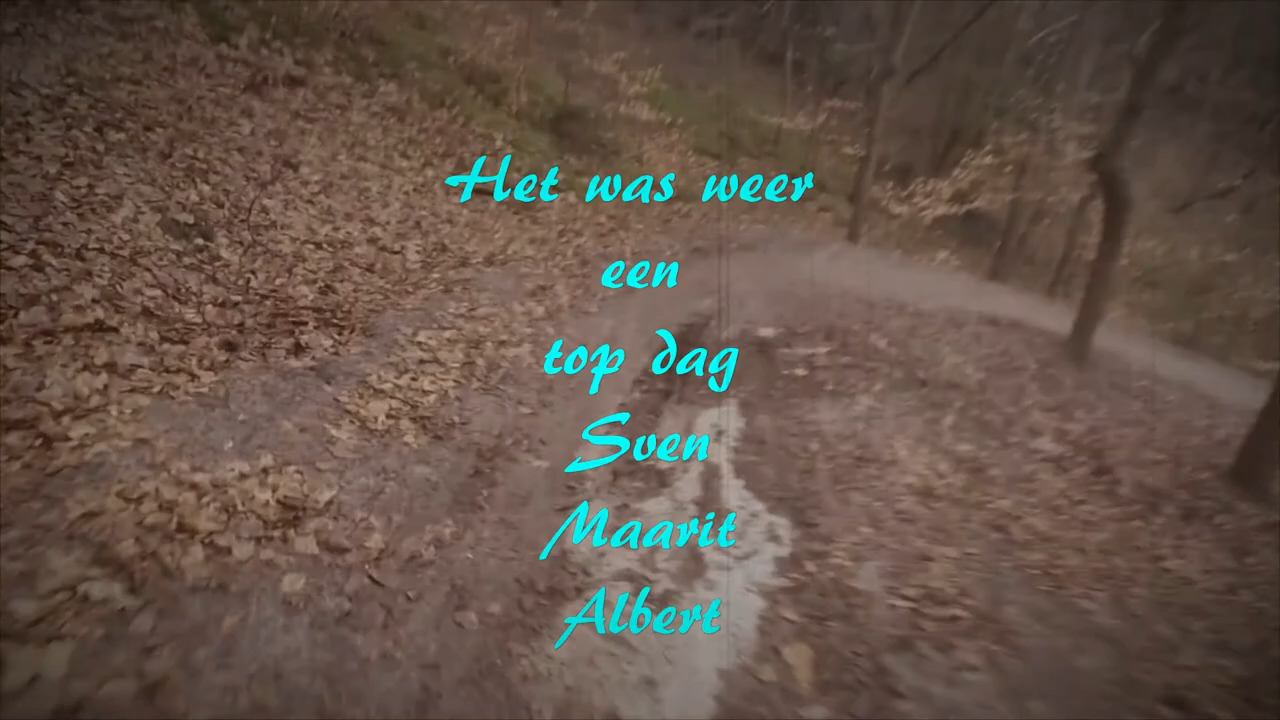 Het was weer
een
top dag
Sven
Maarit
Albert